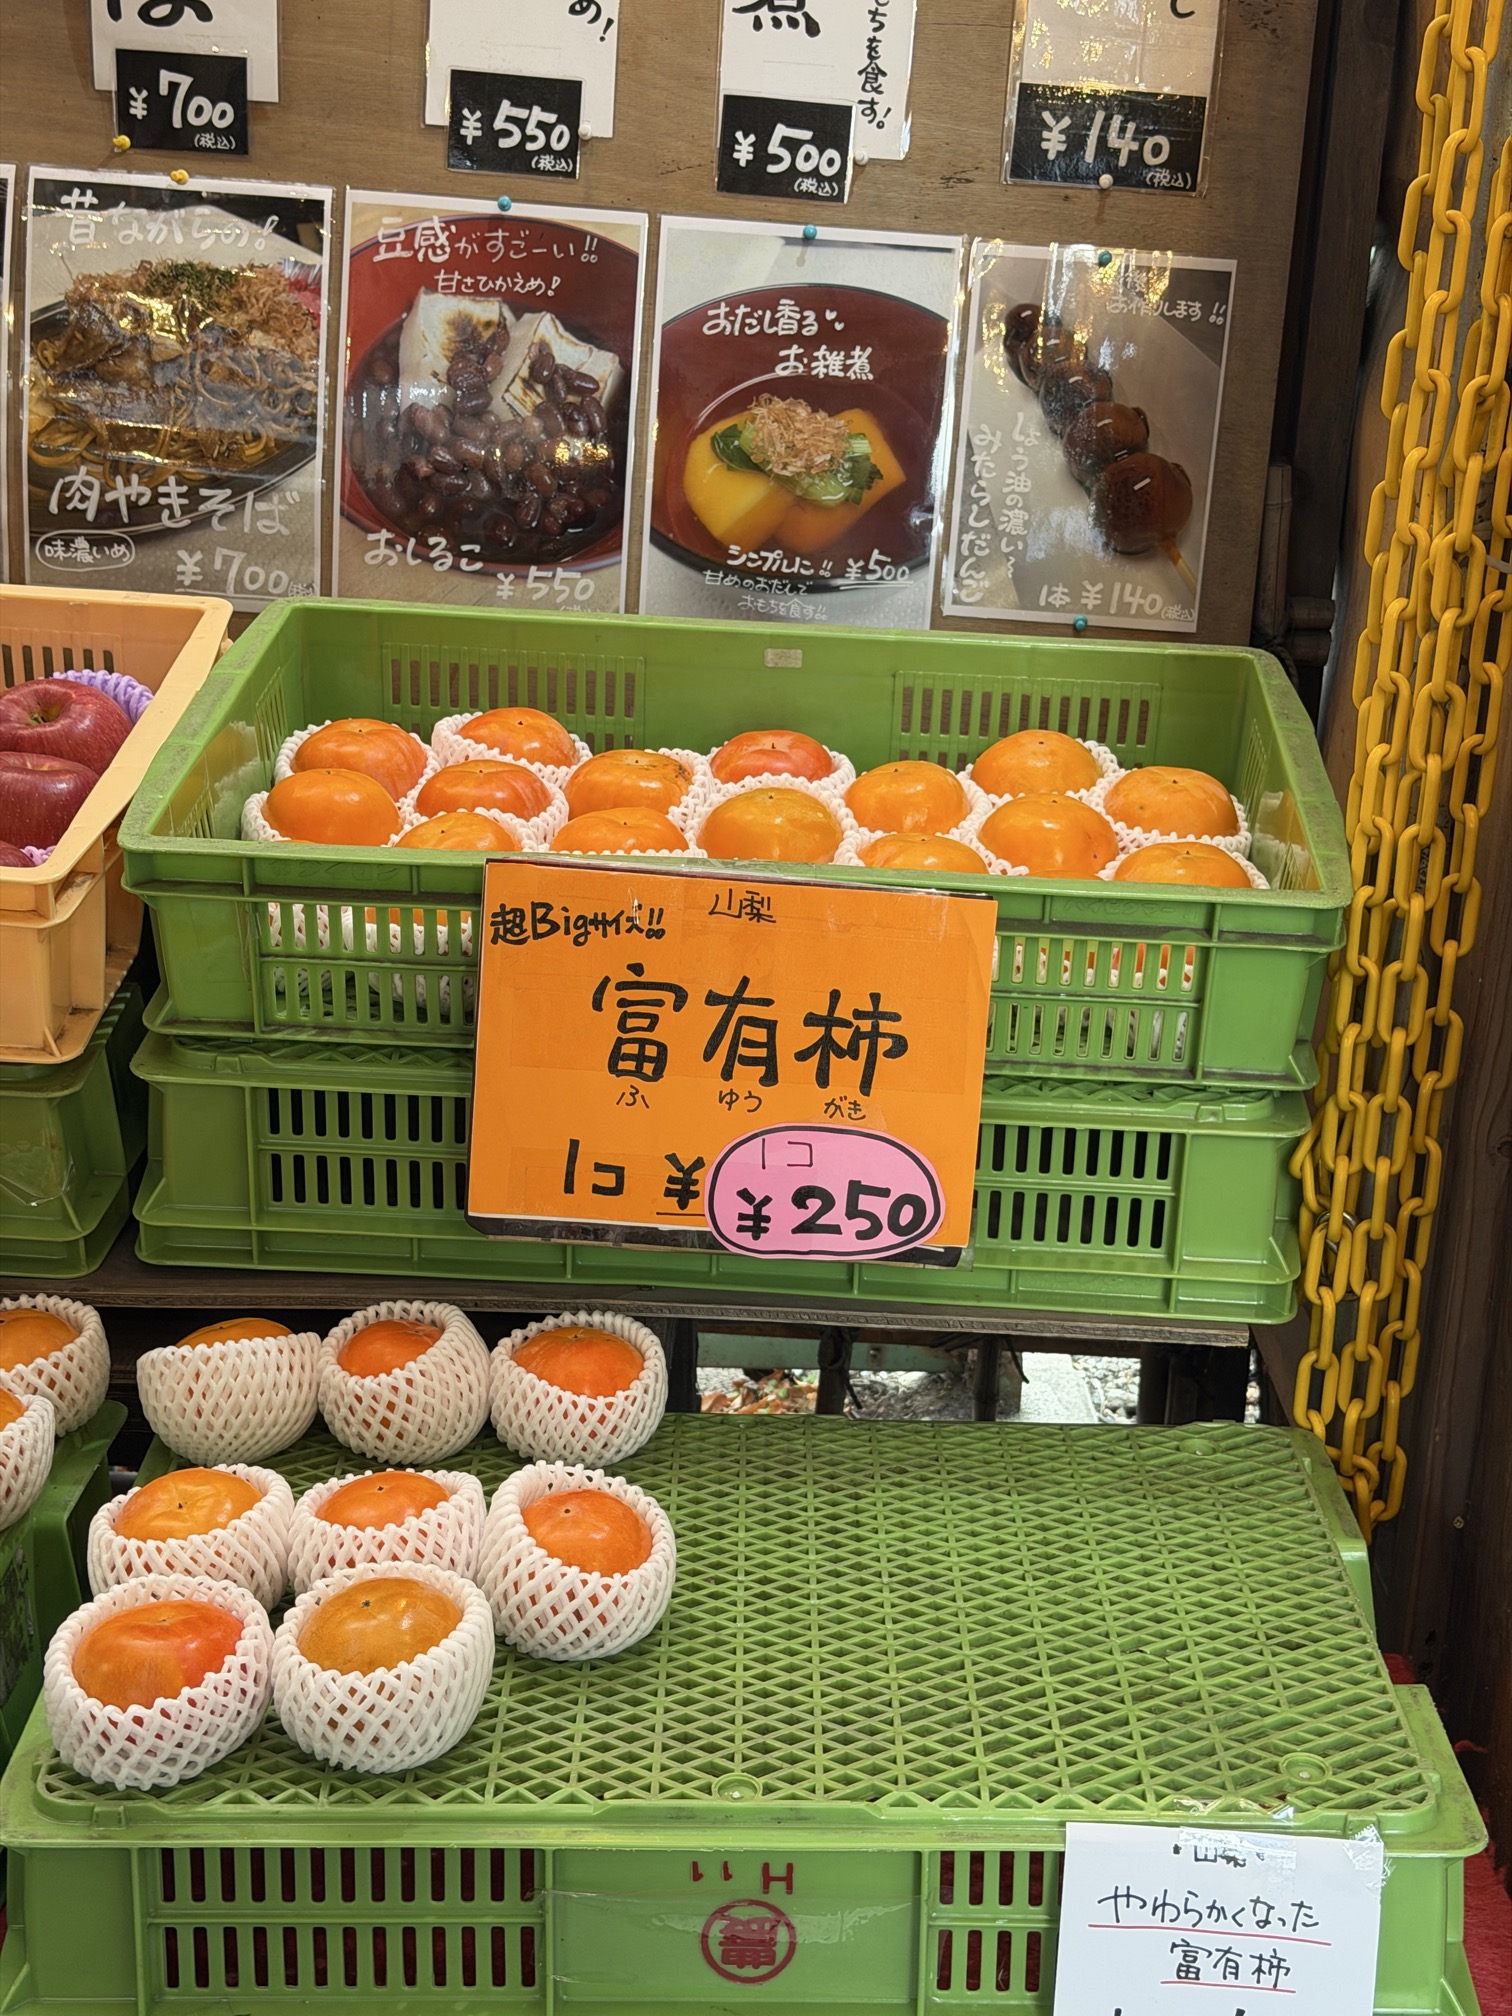 め!
煮
もちを食す!
¥700
(税込)
¥550
(税込)
¥500
(税込)
¥140
(税込)
昔ながらの!
肉やきそば
味濃いめ
¥700
豆感がすごーい!!
甘さひかえめ!
おしるこ
¥550
おだし香る
お雑煮
シンプルに!! ¥500
甘めのおだしで
おもちを食す!!
お作りします!!
しょう油の濃い〜
みたらしだんご
1本¥140(税込)
山梨
超Bigサイズ!!
富有柿
ふゆうがき
1コ ¥
1コ
¥250
H 11
山梨
やわらかくなった
富有柿